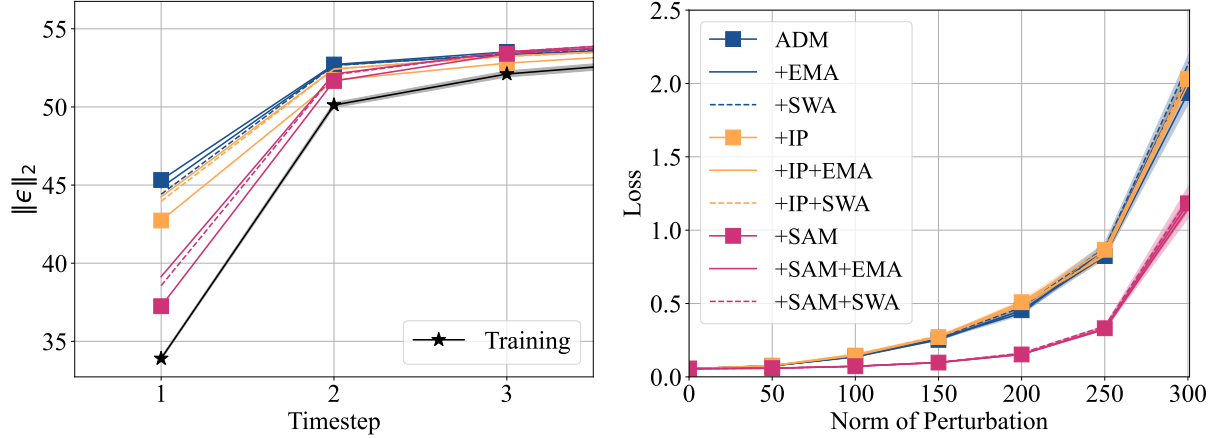 55
50
45
40
35
‖ϵ‖₂
1
2
3
Timestep
Training
2.5
2.0
1.5
1.0
0.5
0.0
Loss
ADM
+EMA
+SWA
+IP
+IP+EMA
+IP+SWA
+SAM
+SAM+EMA
+SAM+SWA
0
50
100
150
200
250
300
Norm of Perturbation